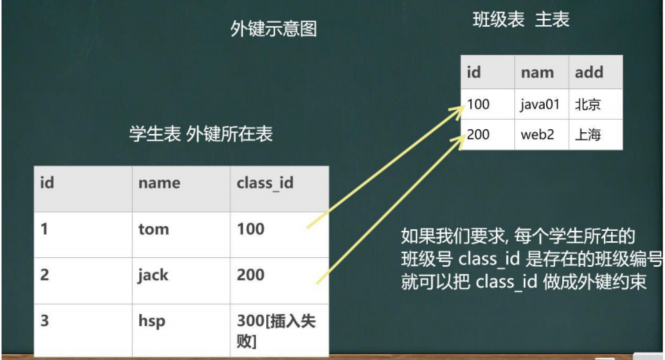 外键示意图
班级表 主表
id nam add
100 java01 北京
200 web2 上海
学生表 外键所在表
id name class_id
1 tom 100
2 jack 200
3 hsp 300[插入失
败]
如果我们要求, 每个学生所在的
班级号 class_id 是存在的班级编号
就可以把 class_id 做成外键约束